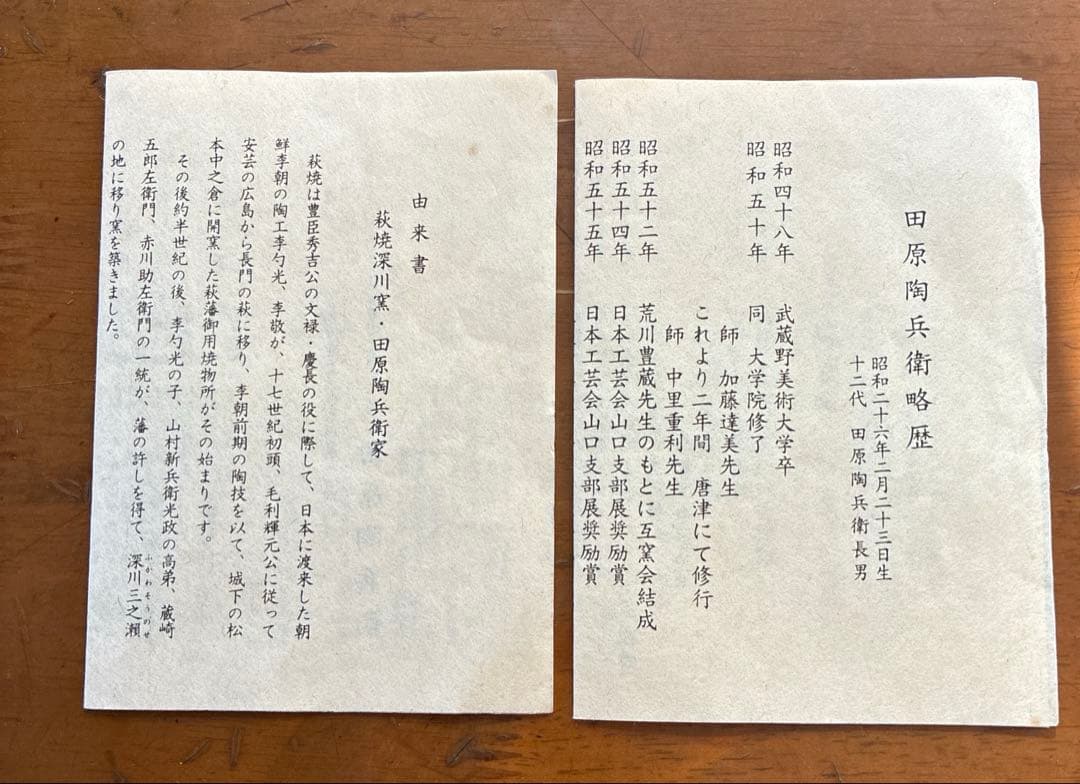 田原陶兵衛略歴
昭和二十六年二月二十三日生
十二代 田原陶兵衛長男
昭和四十八年 武蔵野美術大学卒
昭和五十年 同 大学院修了
師 加藤達美先生
これより二年間 唐津にて修行
師 中里重利先生
昭和五十二年 荒川豊蔵先生のもとに互窯会結成
昭和五十四年 日本工芸会山口支部展奨励賞
昭和五十五年 日本工芸会山口支部展奨励賞
由来書
萩焼深川窯・田原陶兵衛家
萩焼は豊臣秀吉公の文禄・慶長の役に際して、日本に渡来した朝
鮮李朝の陶工李勺光、李敬が、十七世紀初頭、毛利輝元公に従って
安芸の広島から長門の萩に移り、李朝前期の陶技を以て、城下の松
本中之倉に開窯した萩藩御用焼物所がその始まりです。
その後約半世紀の後、李勺光の子、山村新兵衛光政の高弟、蔵崎
五郎左衛門、赤川助左衛門の一統が、藩の許しを得て、深川三之瀬
ふかわそうのせ
の地に移り窯を築きました。